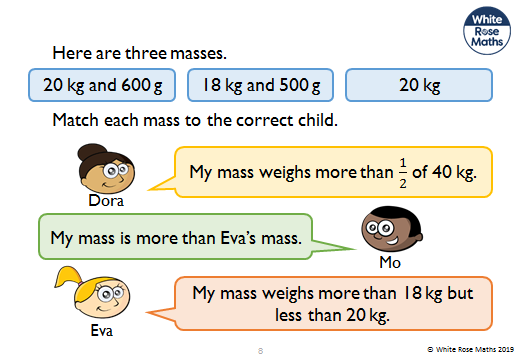 White
Rose
Maths
Here are three masses.
20 kg and 600 g
18 kg and 500 g
20 kg
Match each mass to the correct child.
My mass weighs more than 1/2 of 40 kg.
Dora
My mass is more than Eva's mass.
Mo
My mass weighs more than 18 kg but
less than 20 kg.
Eva
8
© White Rose Maths 2019